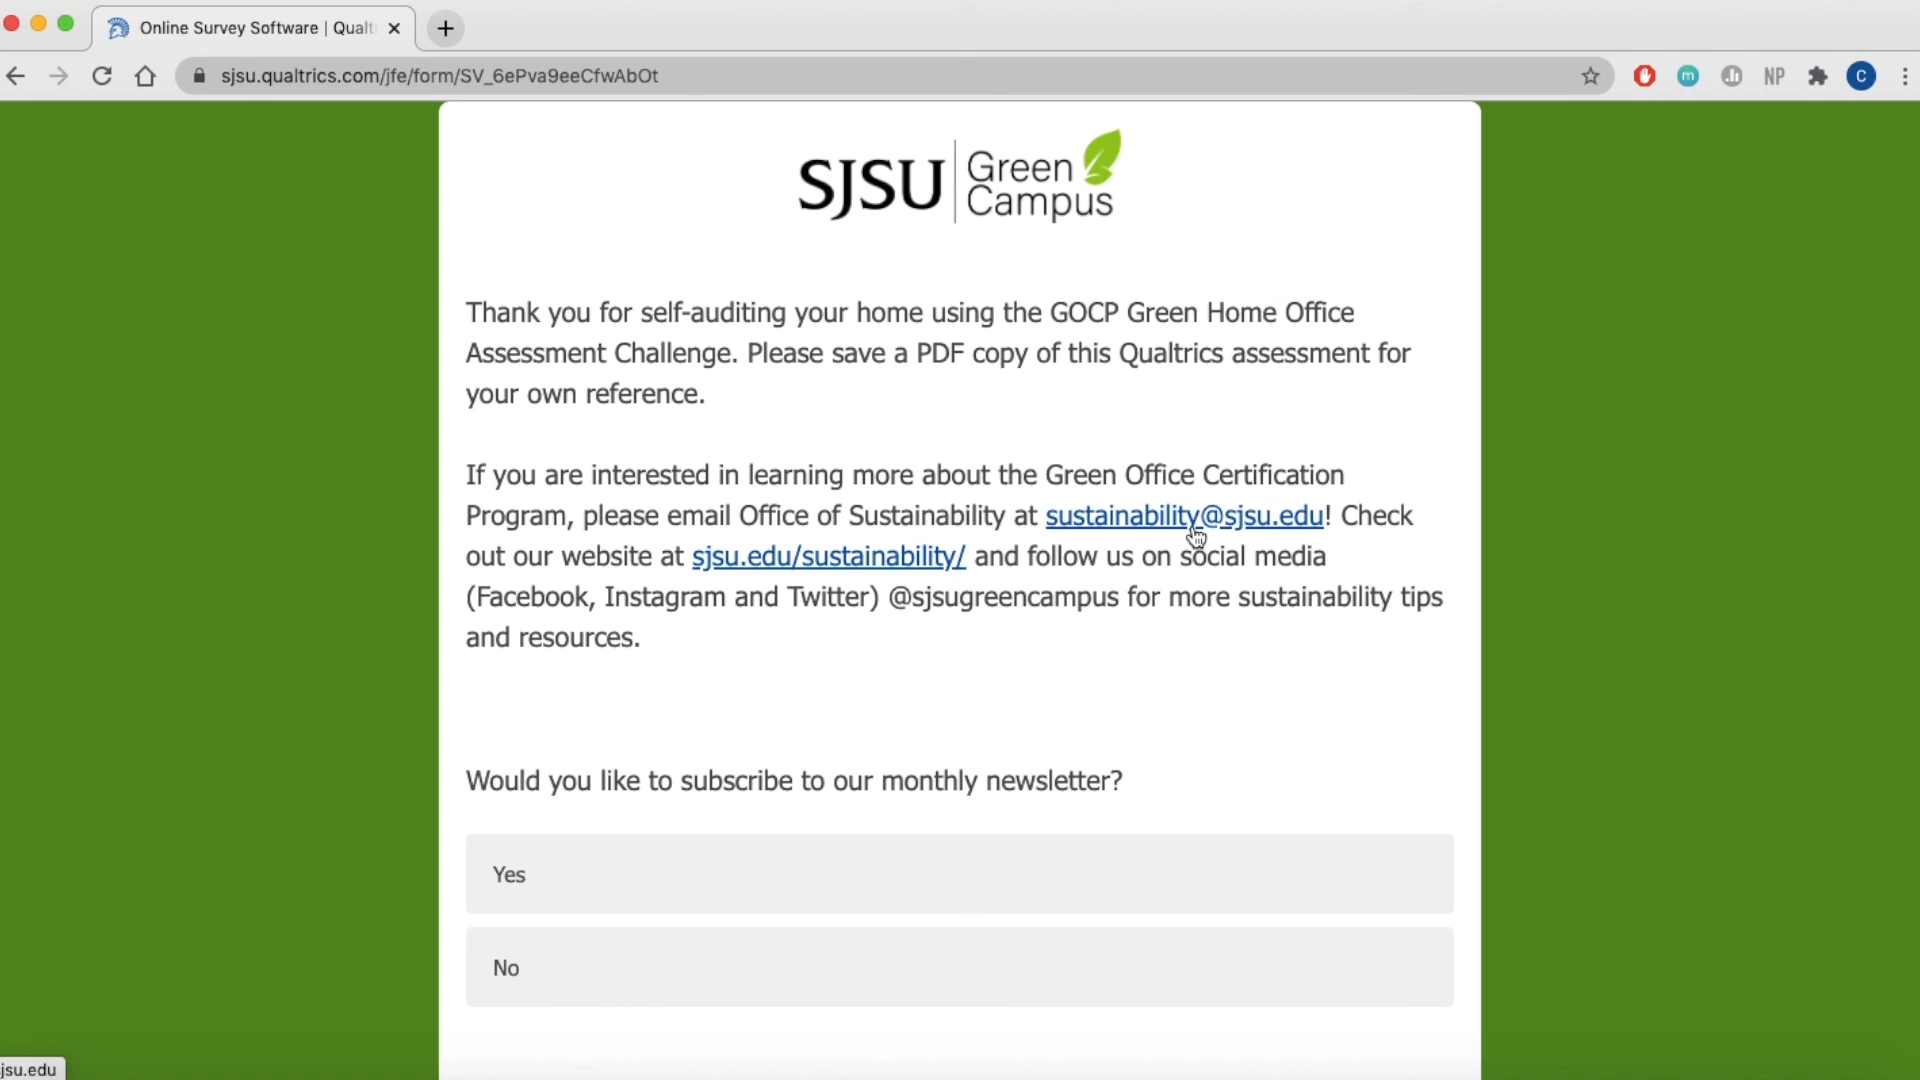 Online Survey Software | Qualt
sjsu.qualtrics.com/jfe/form/SV_6ePva9eeCfwAbOt
m
NP
C
SJSU
Green
Campus
Thank you for self-auditing your home using the GOCP Green Home Office
Assessment Challenge. Please save a PDF copy of this Qualtrics assessment for
your own reference.
If you are interested in learning more about the Green Office Certification
Program, please email Office of Sustainability at sustainability@sjsu.edu! Check
out our website at sjsu.edu/sustainability/ and follow us on social media
(Facebook, Instagram and Twitter) @sjsugreencampus for more sustainability tips
and resources.
Would you like to subscribe to our monthly newsletter?
Yes
No
jsu.edu